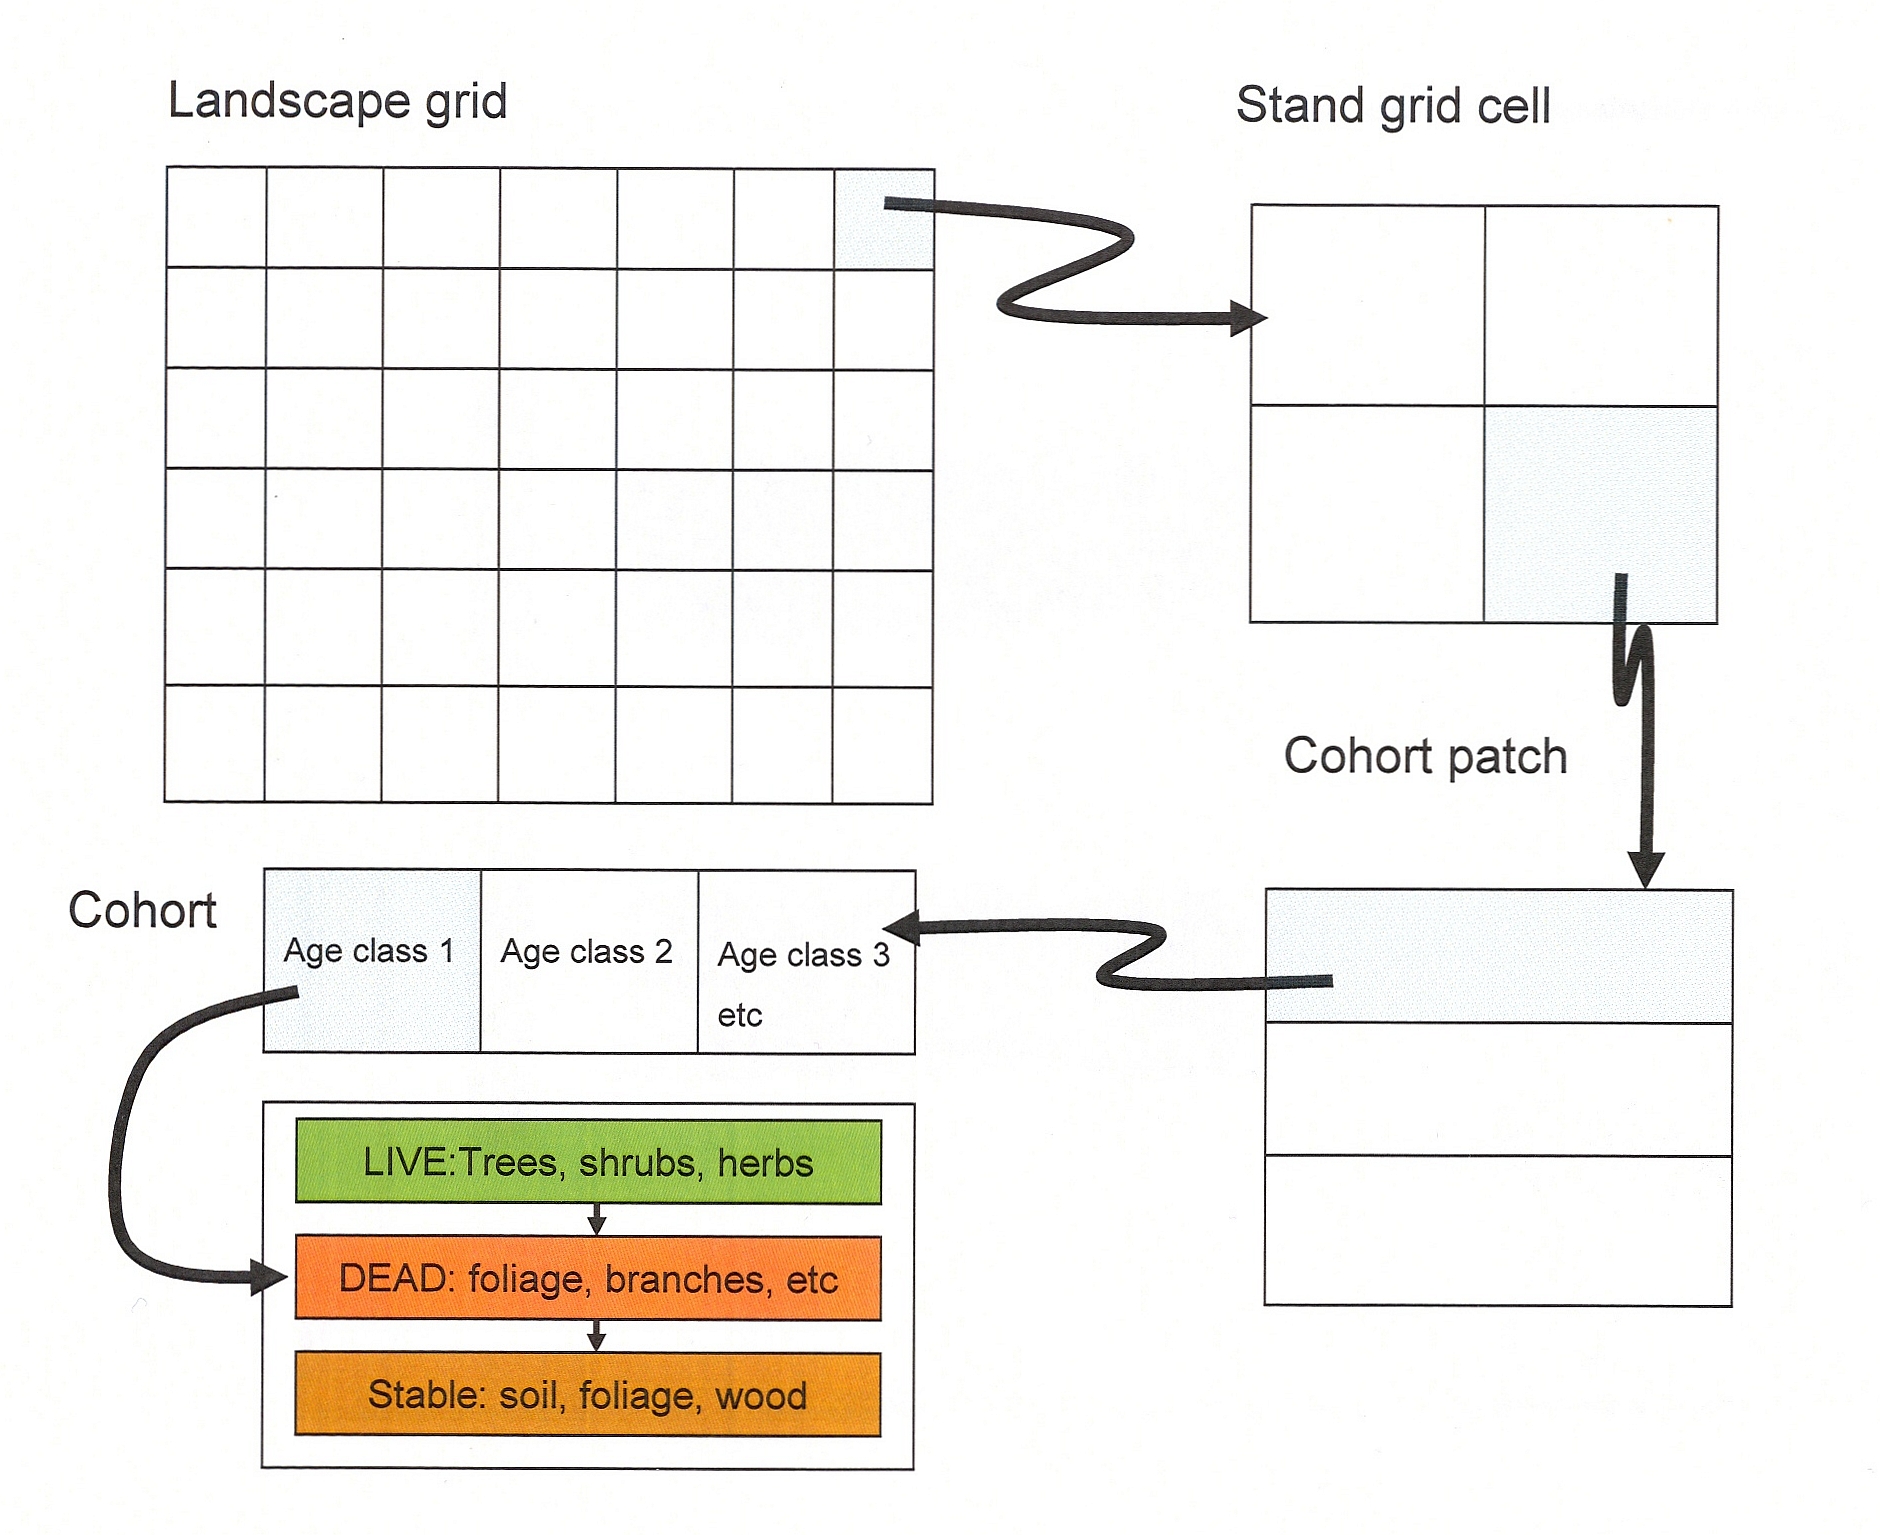 Landscape grid
Stand grid cell
Cohort patch
Cohort
Age class 1
Age class 2
Age class 3
etc
LIVE:Trees, shrubs, herbs
DEAD: foliage, branches, etc
Stable: soil, foliage, wood